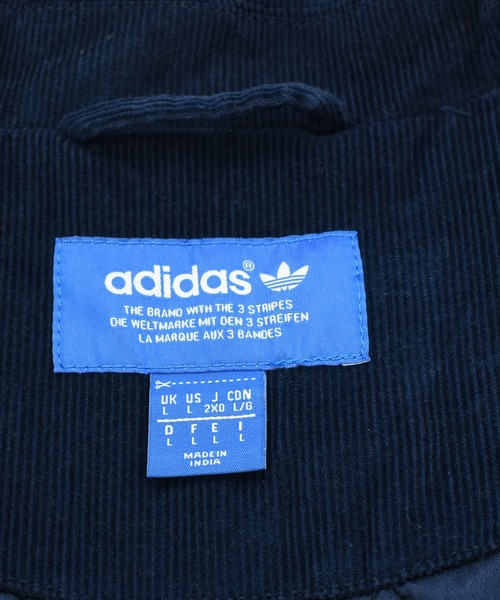 adidas®
THE BRAND WITH THE 3 STRIPES
DIE WELTMARKE MIT DEN 3 STREIFEN
LA MARQUE AUX 3 BANDES
UK US J CDN
L L 2XO L/G
D F E I
L L L L
MADE IN
INDIA